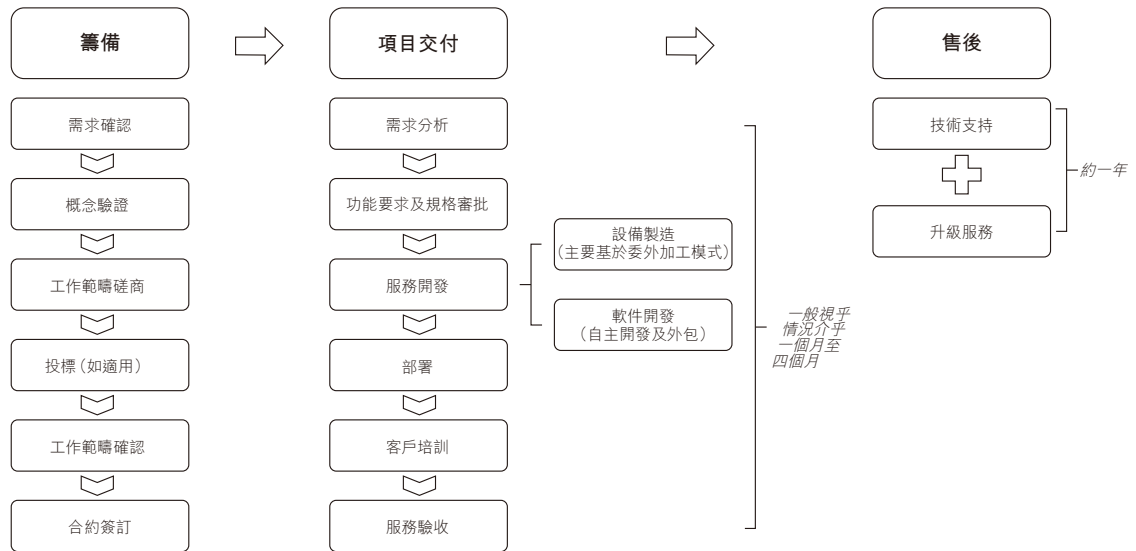 籌備
需求確認
概念驗證
工作範疇磋商
投標（如適用）
工作範疇確認
合約簽訂
項目交付
需求分析
功能要求及規格審批
服務開發
部署
客戶培訓
服務驗收
設備製造
（主要基於委外加工模式）
軟件開發
（自主開發及外包）
一般視乎
情況介乎
一個月至
四個月
售後
技術支持
升級服務
約一年